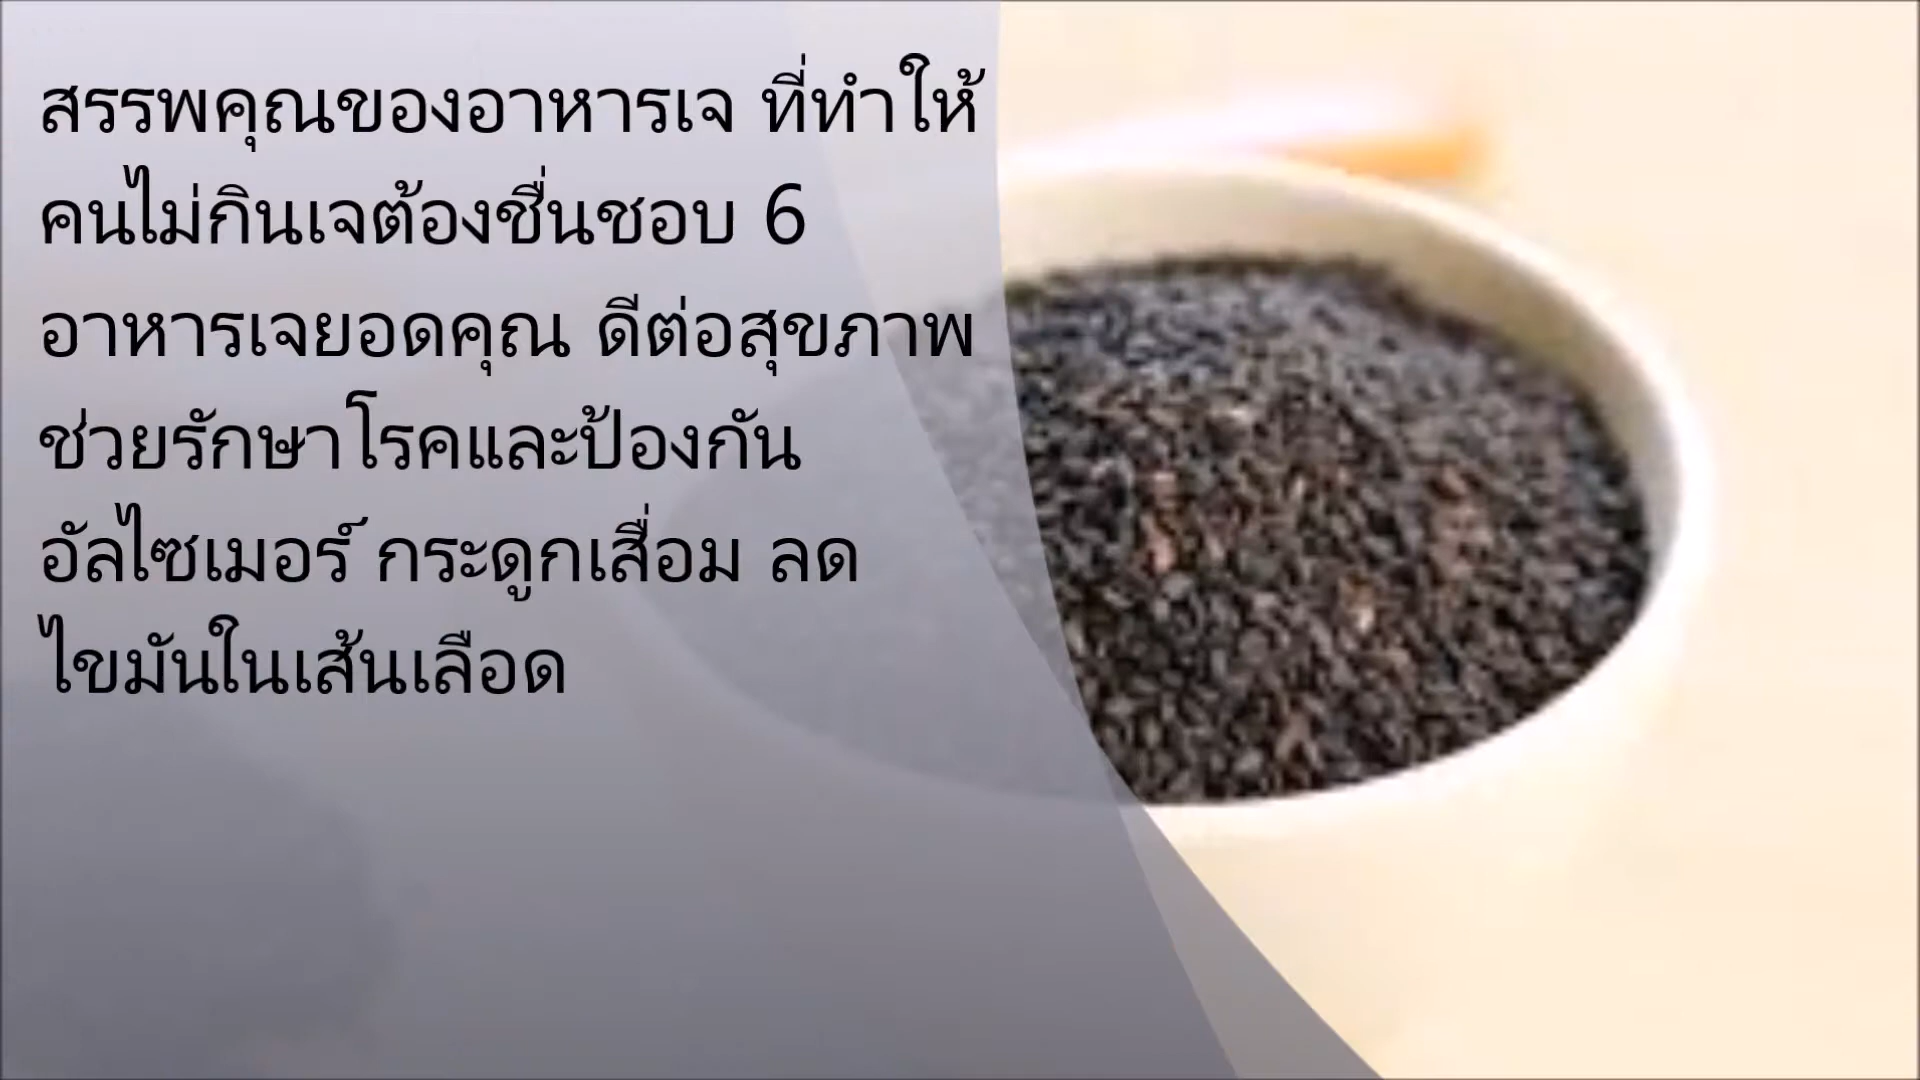 สรรพคุณของอาหารเจ ที่ทำให้
คนไม่กินเจต้องชื่นชอบ 6
อาหารเจยอดคุณ ดีต่อสุขภาพ
ช่วยรักษาโรคและป้องกัน
อัลไซเมอร์ กระดูกเสื่อม ลด
ไขมันในเส้นเลือด